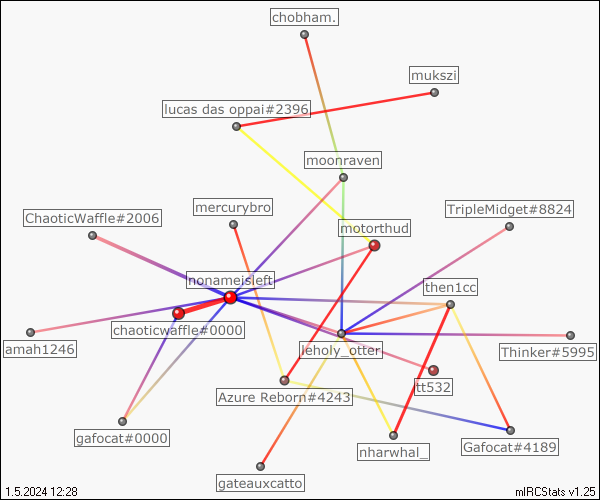 chobham.
mukszi
lucas das oppai#2396
moonraven
mercurybro
TripleMidget#8824
ChaoticWaffle#2006
motorthud
nonameisleft
then1cc
chaoticwaffle#0000
amah1246
leholy_otter
Thinker#5995
tt532
Azure Reborn#4243
gafocat#0000
Gafocat#4189
nharwhal_
gateauxcatto
1.5.2024 12:28
mIRCStats v1.25